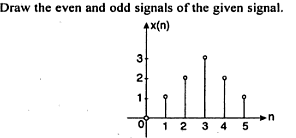 Draw the even and odd signals of the given signal.
x(n)
3
2
1
0 1 2 3 4 5 n